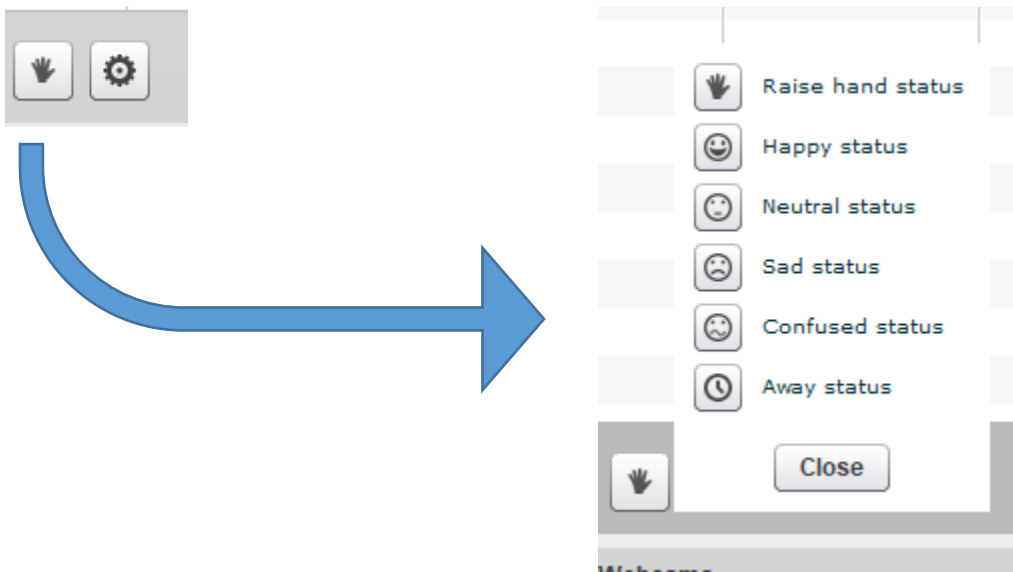 Raise hand status
Happy status
Neutral status
Sad status
Confused status
Away status
Close